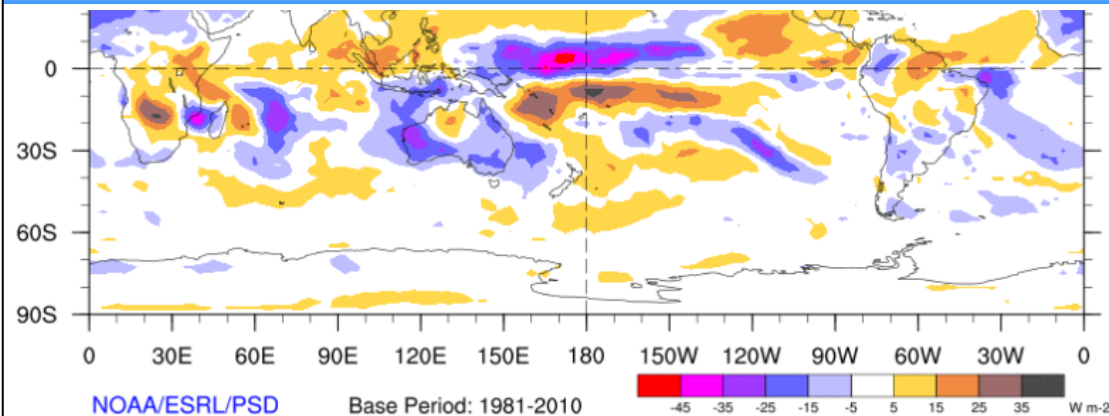 0
30S
60S
90S
0 30E 60E 90E 120E 150E 180 150W 120W 90W 60W 30W 0
-45 -35 -25 -15 -5 5 15 25 35 W m-2
NOAA/ESRL/PSD Base Period: 1981-2010